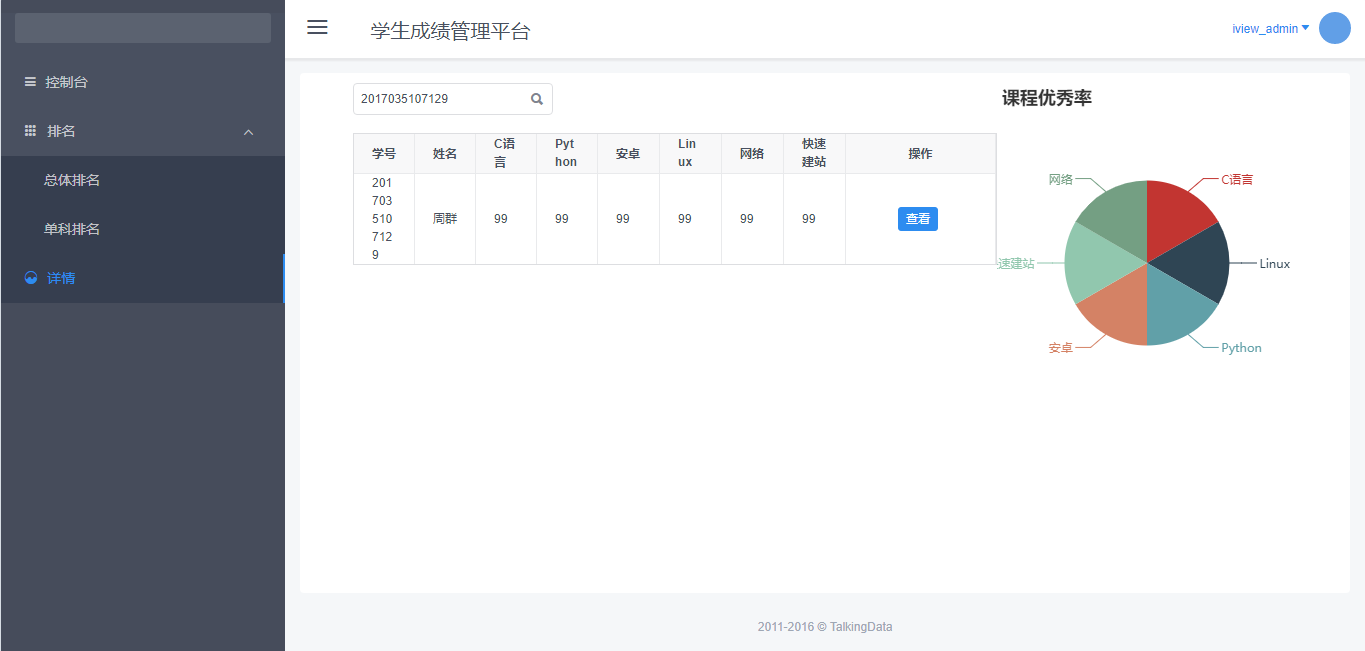 学生成绩管理平台
iview_admin
控制台
排名
总体排名
单科排名
详情
2017035107129
课程优秀率
学号 姓名 C语言 Python 安卓 Linux 网络 快速建站 操作
2017035107129 周群 99 99 99 99 99 99 查看
网络
C语言
速建站
Linux
安卓
Python
2011-2016 © TalkingData